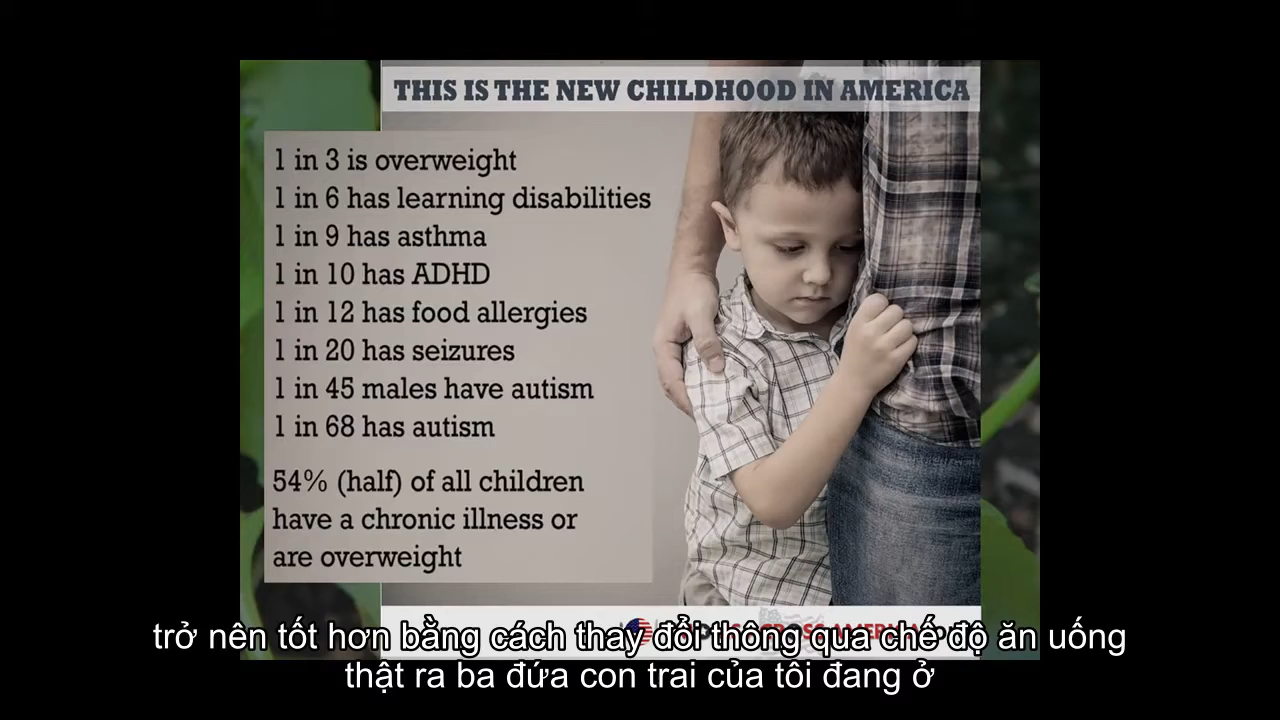 THIS IS THE NEW CHILDHOOD IN AMERICA
1 in 3 is overweight
1 in 6 has learning disabilities
1 in 9 has asthma
1 in 10 has ADHD
1 in 12 has food allergies
1 in 20 has seizures
1 in 45 males have autism
1 in 68 has autism
54% (half) of all children
have a chronic illness or
are overweight
trở nên tốt hơn bằng cách thay đổi thông qua chế độ ăn uống
thật ra ba đứa con trai của tôi đang ở